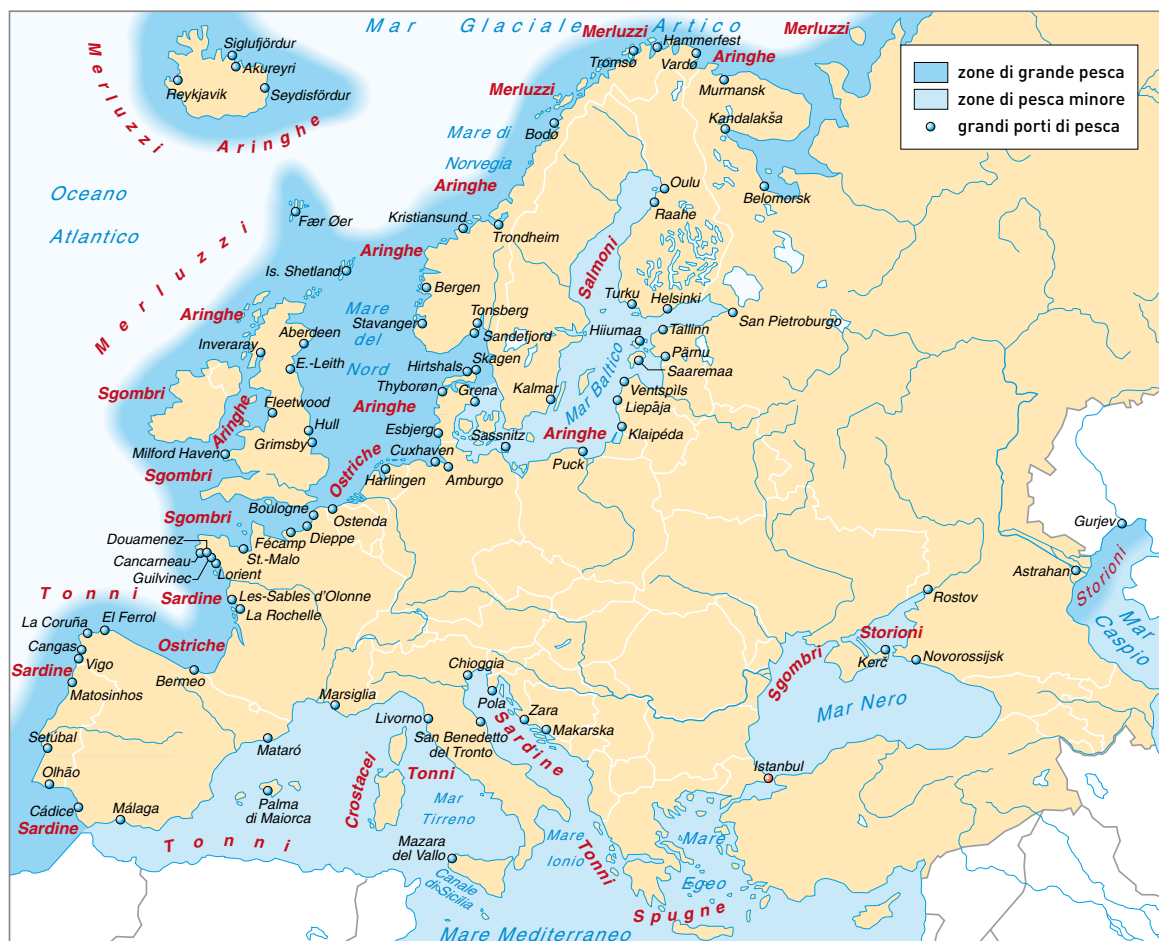 Mar Glaciale Artico
Merluzzi
Merluzzi
Merluzzi
Merluzzi
Siglufjördur
Akureyri
Reykjavik
Seydisfördur
Aringhe
Hammerfest
Tromsø
Vardø
Aringhe
Murmansk
Kandalakša
Belomorsk
zone di grande pesca
zone di pesca minore
grandi porti di pesca
Mare di
Norvegia
Bodø
Aringhe
Oceano
Atlantico
Fær Øer
Kristiansund
Trondheim
Oulu
Raahe
Salmoni
Merluzzi
Is. Shetland
Aringhe
Bergen
Mare
del
Nord
Stavanger
Tonsberg
Sandefjord
Turku
Helsinki
San Pietroburgo
Hiiumaa
Tallinn
Pärnu
Saaremaa
Aringhe
Aberdeen
Inveraray
E.-Leith
Skagen
Hirtshals
Thyborøn
Grena
Kalmar
Mar Baltico
Ventspìls
Liepāja
Klaipéda
Sgombri
Aringhe
Fleetwood
Hull
Grimsby
Aringhe
Esbjerg
Sassnitz
Aringhe
Puck
Milford Haven
Cuxhaven
Amburgo
Harlingen
Ostriche
Sgombri
Sgombri
Boulogne
Ostenda
Dieppe
Fécamp
St.-Malo
Douamenez
Cancarneau
Guilvinec
Lorient
Tonni
Sardine
Les-Sables d'Olonne
La Rochelle
La Coruña
El Ferrol
Cangas
Vigo
Sardine
Matosinhos
Ostriche
Bermeo
Setúbal
Olhão
Cádice
Sardine
Málaga
Mataró
Palma
di Maiorca
Marsiglia
Livorno
Chioggia
Pola
Zara
Makarska
San Benedetto
del Tronto
Sardine
Crostacei
Tonni
Mar
Tirreno
Tonni
Mazara
del Vallo
Canale
di Sicilia
Mare
Ionio
Tonni
Mare
Egeo
Spugne
Mare Mediterraneo
Istanbul
Mar Nero
Sgombri
Storioni
Kerč
Novorossijsk
Rostov
Gurjev
Astrahan
Storioni
Mar
Caspio